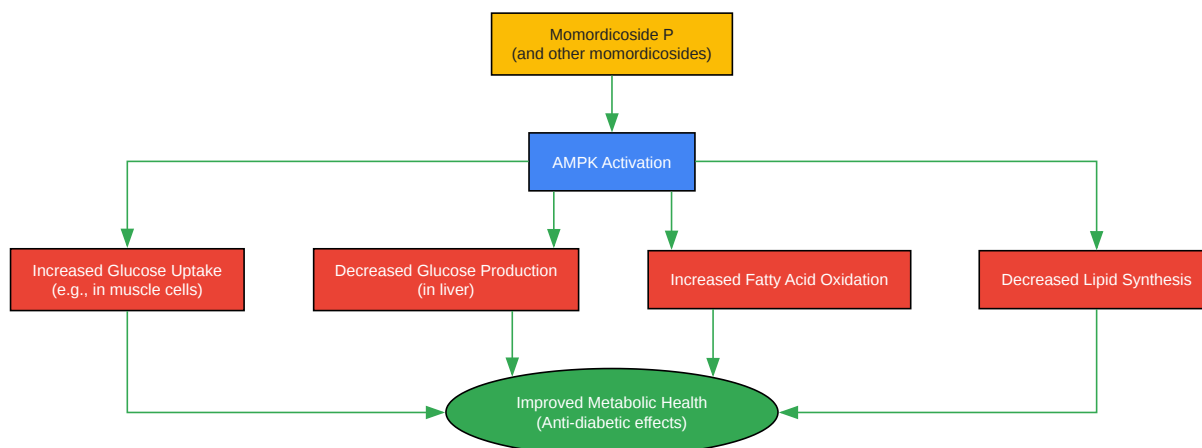 Momordicoside P
(and other momordicosides)
AMPK Activation
Increased Glucose Uptake
(e.g., in muscle cells)
Decreased Glucose Production
(in liver)
Increased Fatty Acid Oxidation
Decreased Lipid Synthesis
Improved Metabolic Health
(Anti-diabetic effects)